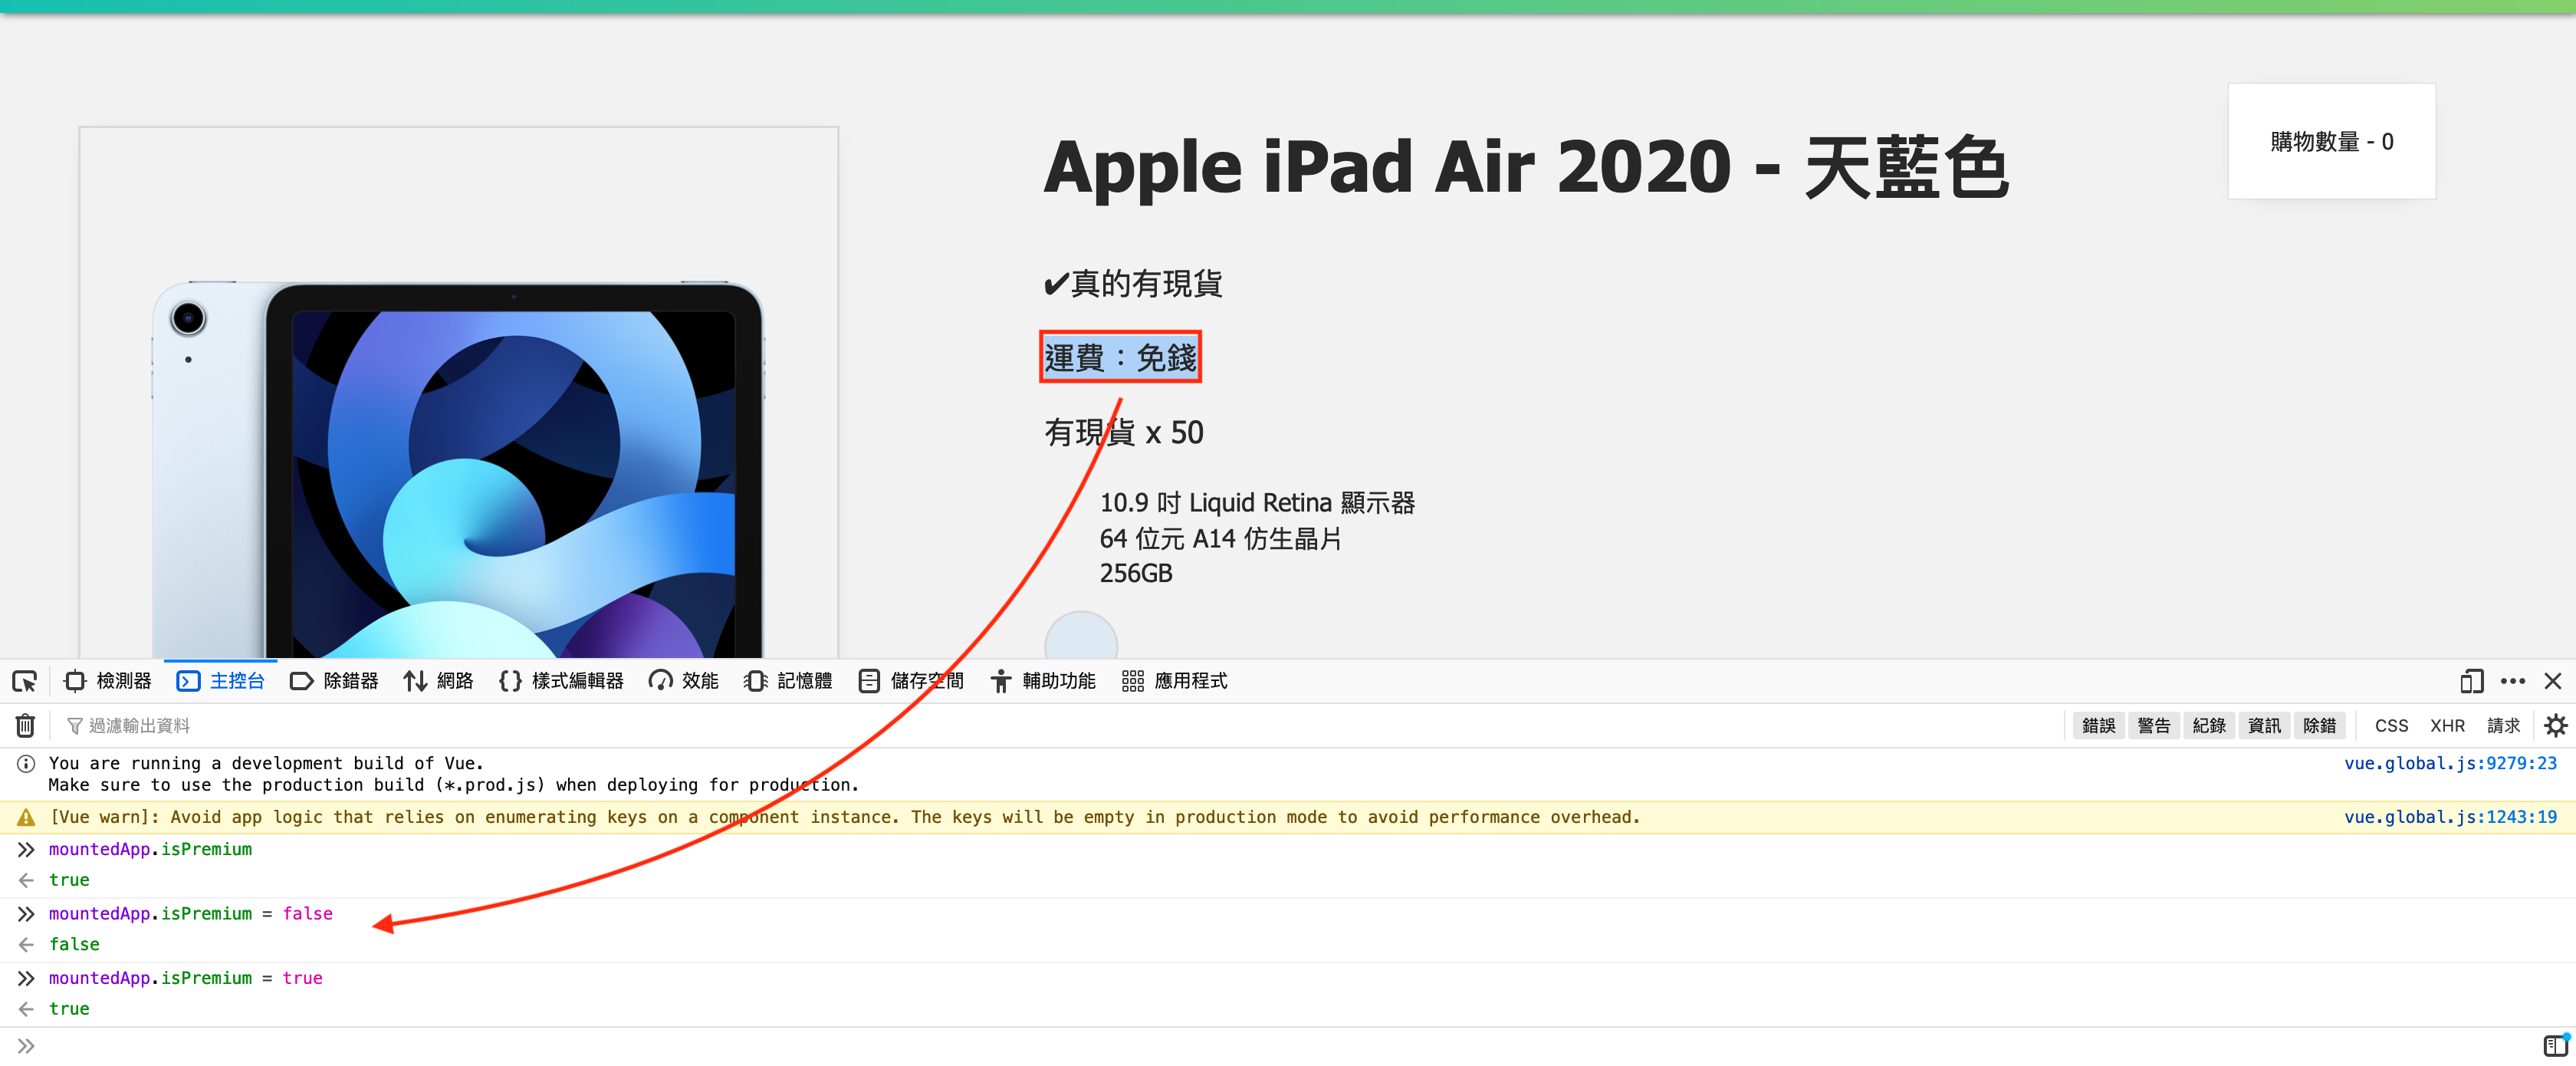 Apple iPad Air 2020 - 天藍色
購物數量 - 0
✔真的有現貨
運費：免錢
有現貨 x 50
10.9 吋 Liquid Retina 顯示器
64 位元 A14 仿生晶片
256GB
檢測器 主控台 除錯器 網路 樣式編輯器 效能 記憶體 儲存空間 輔助功能 應用程式
過濾輸出資料 錯誤 警告 紀錄 資訊 除錯 CSS XHR 請求
You are running a development build of Vue. vue.global.js:9279:23
Make sure to use the production build (*.prod.js) when deploying for production.
[Vue warn]: Avoid app logic that relies on enumerating keys on a component instance. The keys will be empty in production mode to avoid performance overhead. vue.global.js:1243:19
mountedApp.isPremium
true
mountedApp.isPremium = false
false
mountedApp.isPremium = true
true